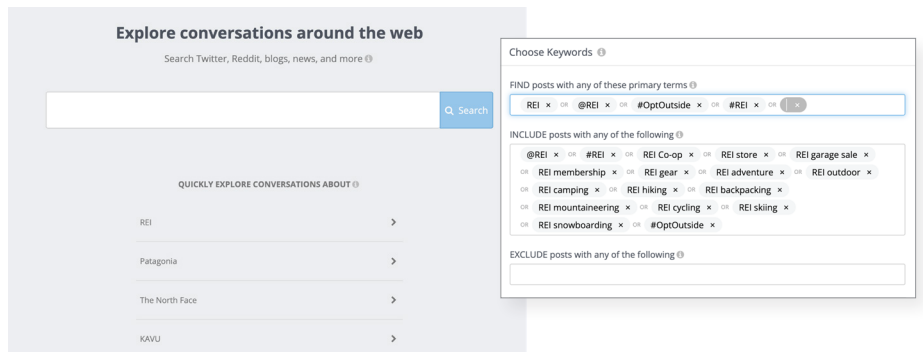 Explore conversations around the web
Search Twitter, Reddit, blogs, news, and more
Search
QUICKLY EXPLORE CONVERSATIONS ABOUT
REI
Patagonia
The North Face
KAVU
Choose Keywords
FIND posts with any of these primary terms
REI × OR @REI × OR #OptOutside × OR #REI × OR ×
INCLUDE posts with any of the following
@REI × OR #REI × OR REI Co-op × OR REI store × OR REI garage sale ×
OR REI membership × OR REI gear × OR REI adventure × OR REI outdoor ×
OR REI camping × OR REI hiking × OR REI backpacking ×
OR REI mountaineering × OR REI cycling × OR REI skiing ×
OR REI snowboarding × OR #OptOutside ×
EXCLUDE posts with any of the following